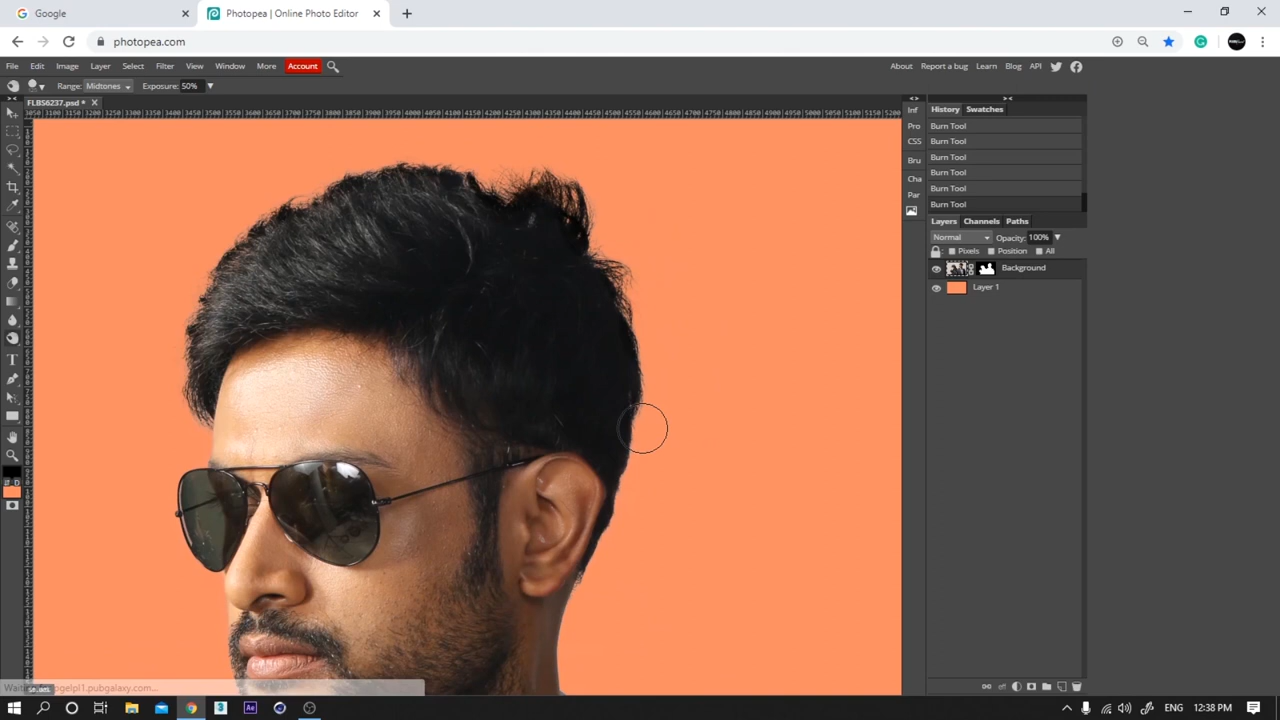 Google
Photopea | Online Photo Editor
photopea.com
File Edit Image Layer Select Filter View Window More Account
About Report a bug Learn Blog API
Range: Midtones Exposure: 50%
FLBS6237.psd *
History Swatches
Inf
Pro
CSS
Bru
Cha
Par
Burn Tool
Burn Tool
Burn Tool
Burn Tool
Burn Tool
Burn Tool
Layers Channels Paths
Normal Opacity: 100%
Pixels Position All
Background
Layer 1
ENG 12:38 PM